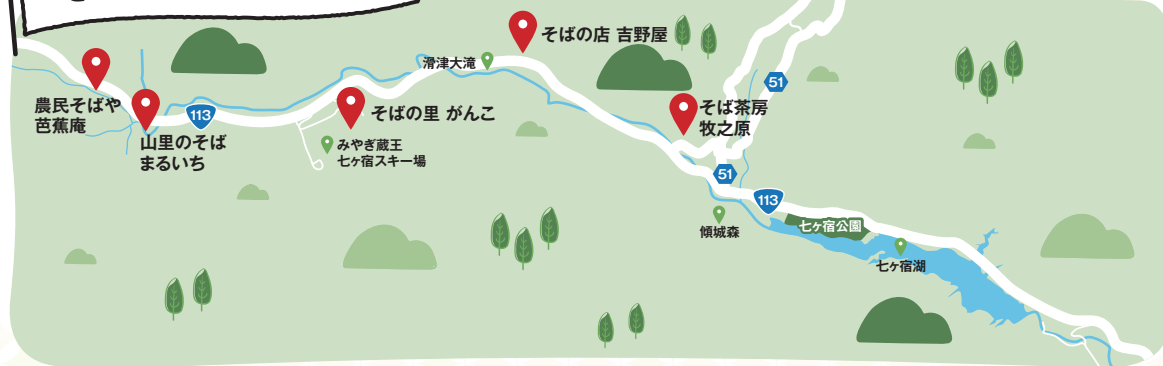 そばの店 吉野屋
滑津大滝
51
農民そばや
芭蕉庵
113
そばの里 がんこ
そば茶房
牧之原
山里のそば
まるいち
みやぎ蔵王
七ヶ宿スキー場
51
113
傾城森
七ヶ宿公園
七ヶ宿湖